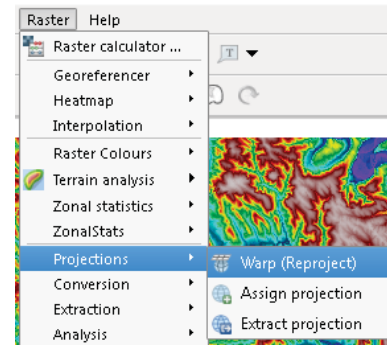 Raster Help
Raster calculator ...
T
Georeferencer
Heatmap
Interpolation
Raster Colours
Terrain analysis
Zonal statistics
ZonalStats
Projections
Warp (Reproject)
Conversion
Assign projection
Extraction
Extract projection
Analysis